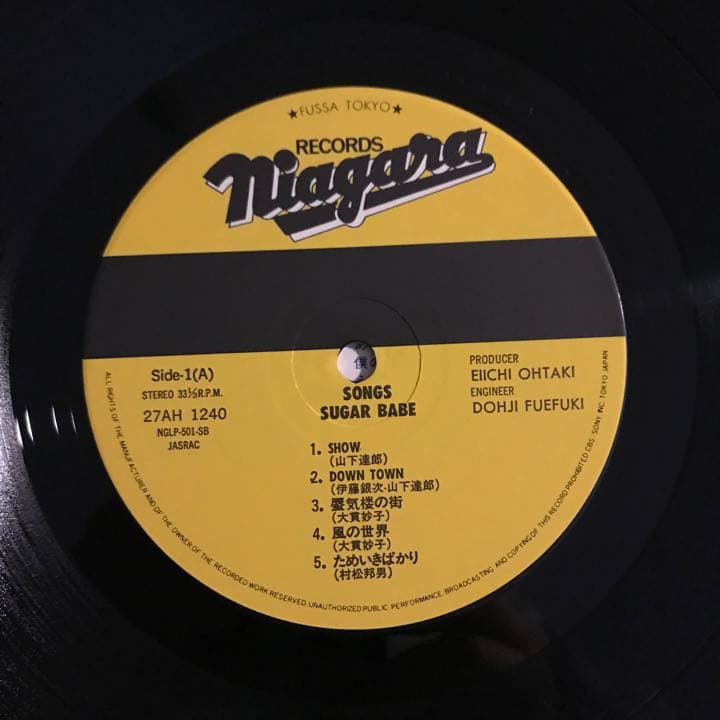 ★FUSSA TOKYO★
RECORDS
Niagara
Side-1(A)
STEREO 33⅓R.P.M.
27AH 1240
NGLP-501-SB
JASRAC
PRODUCER
EIICHI OHTAKI
ENGINEER
DOHJI FUEFUKI
僕の
SONGS
SUGAR BABE
1. SHOW
(山下達郎)
2. DOWN TOWN
(伊藤銀次-山下達郎)
3. 蜃気楼の街
(大貫妙子)
4. 風の世界
(大貫妙子)
5. ためいきばかり
(村松邦男)
ALL RIGHTS OF THE MANUFACTURER AND OF THE OWNER OF THE RECORDED WORK RESERVED. UNAUTHORIZED PUBLIC PERFORMANCE, BROADCASTING AND COPYING OF THIS RECORD PROHIBITED CBS/SONY INC. TOKYO JAPAN